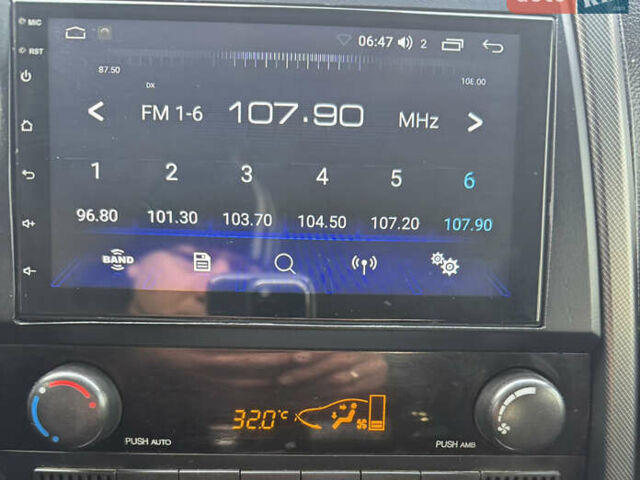 MIC
06:47 2
RST
87.50
10E.00
DX
FM 1-6 107.90 MHz
1 2 3 4 5 6
96.80 101.30 103.70 104.50 107.20 107.90
BAND
32.0°C
PUSH AUTO
PUSH AMB